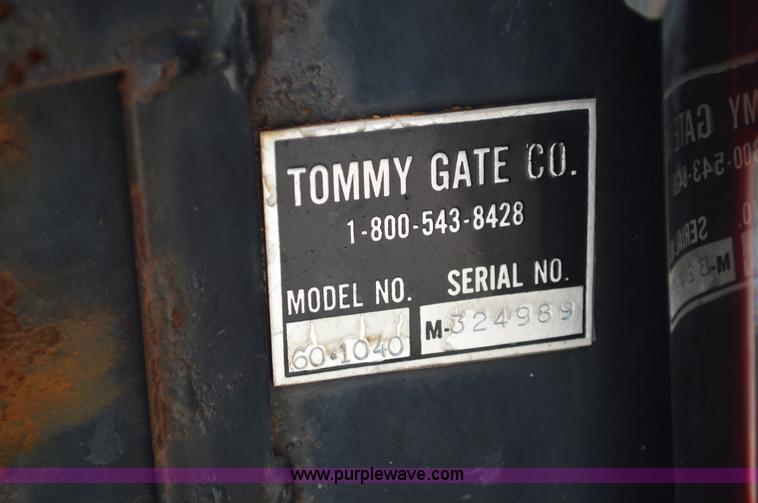 TOMMY GATE CO.
1-800-543-8428
MODEL NO. SERIAL NO.
60-1040 M-324989
www.purplewave.com